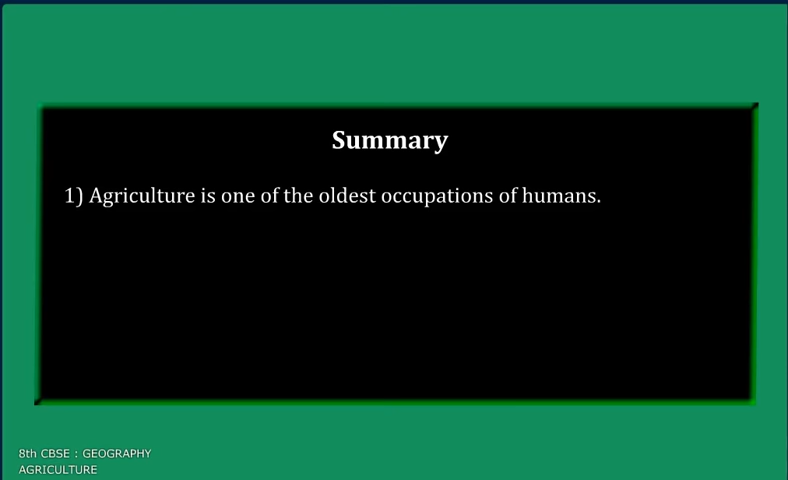 Summary
1) Agriculture is one of the oldest occupations of humans.
8th CBSE : GEOGRAPHY
AGRICULTURE